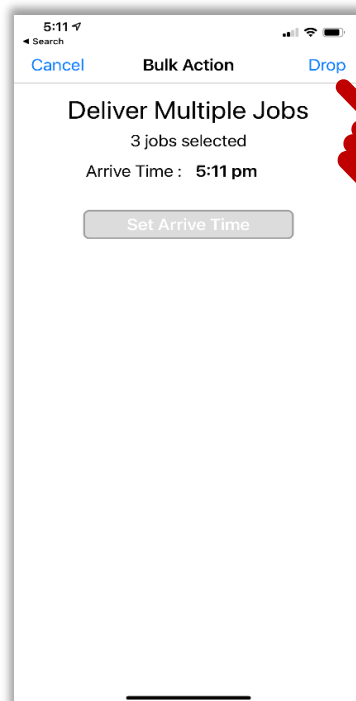 5:11
◄ Search
Cancel Bulk Action Drop
Deliver Multiple Jobs
3 jobs selected
Arrive Time : 5:11 pm
Set Arrive Time